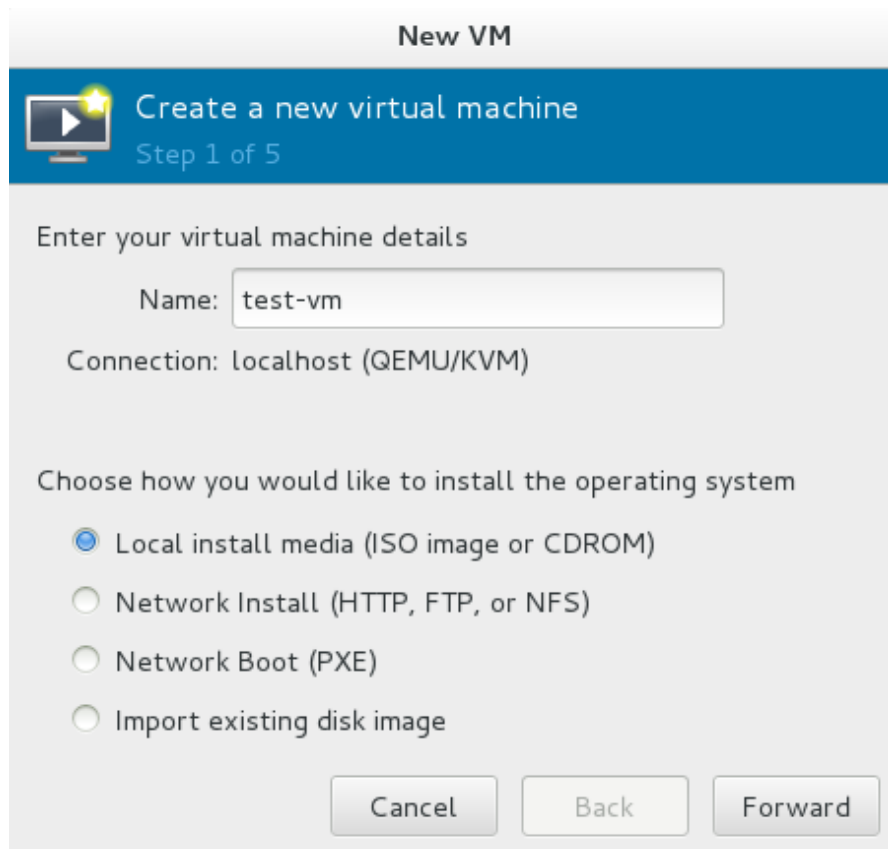 New VM
Create a new virtual machine
Step 1 of 5
Enter your virtual machine details
Name: test-vm
Connection: localhost (QEMU/KVM)
Choose how you would like to install the operating system
Local install media (ISO image or CDROM)
Network Install (HTTP, FTP, or NFS)
Network Boot (PXE)
Import existing disk image
Cancel Back Forward